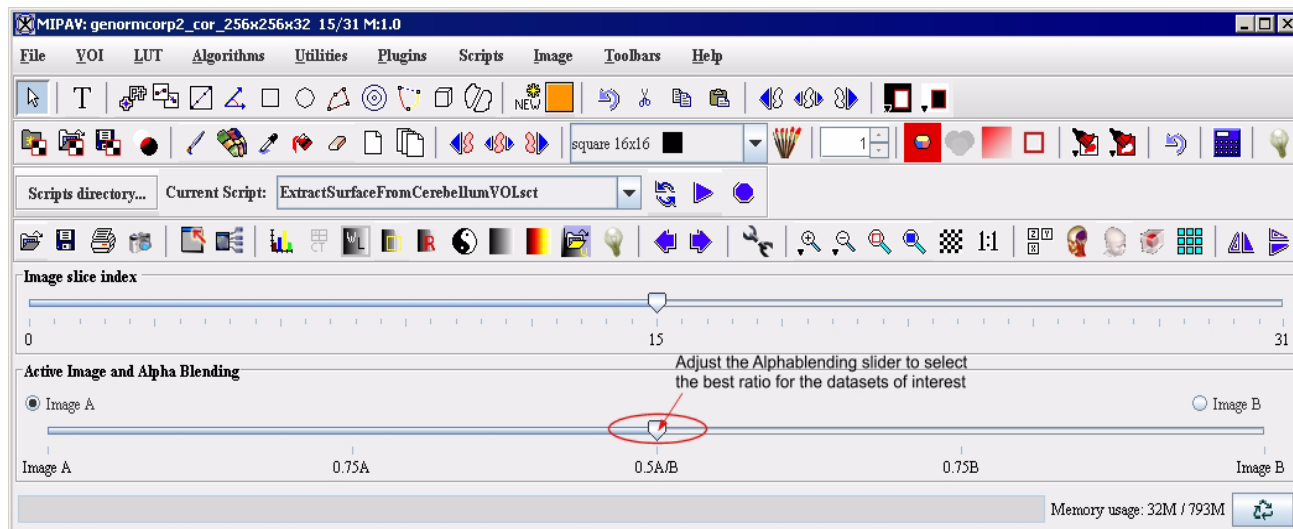 MIPAV: genormcorp2_cor_256x256x32 15/31 M:1.0
File VOI LUT Algorithms Utilities Plugins Scripts Image Toolbars Help
T NEW
square 16x16 1
Scripts directory... Current Script: ExtractSurfaceFromCerebellumVOI.sct
WL R 1:1 Z Y X
Image slice index
0 15 31
Adjust the Alphablending slider to select
the best ratio for the datasets of interest
Active Image and Alpha Blending
Image A Image B
Image A 0.75A 0.5A/B 0.75B Image B
Memory usage: 32M / 793M